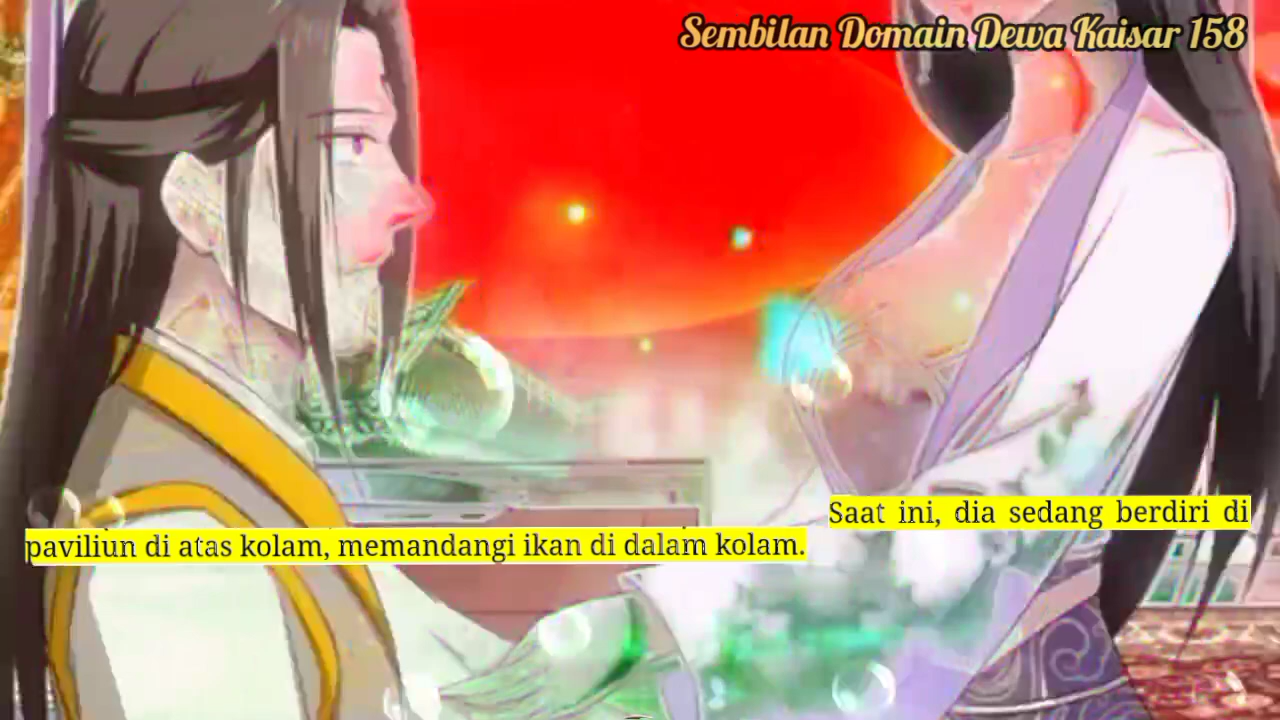 Sembilan Domain Dewa Kaisar 158
Saat ini, dia sedang berdiri di
paviliun di atas kolam, memandangi ikan di dalam kolam.